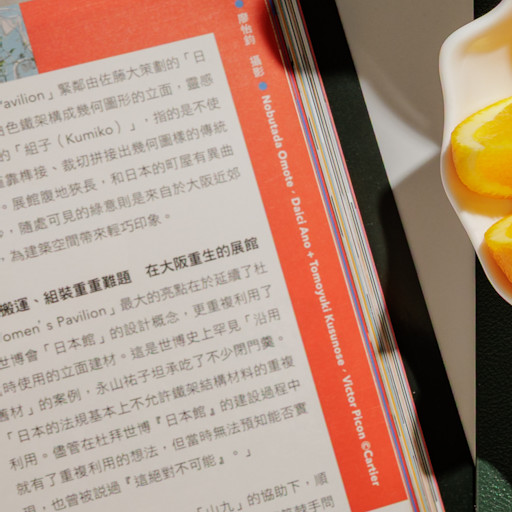 Pavilion」緊鄰由佐藤大策劃的「日
色鐵架構成幾何圖形的立面，靈感
的「組子（Kumiko）」，指的是不使
靠榫接、裁切拼接出幾何圖樣的傳統
。展館腹地狹長，和日本的町屋有異曲
，隨處可見的綠意則是來自於大阪近郊
，為建築空間帶來輕巧印象。
搬運、組裝重重難題　在大阪重生的展館
Women's Pavilion」最大的亮點在於延續了杜
世博會「日本館」的設計概念，更重複利用了
時使用的立面建材。這是世博史上罕見「沿用
舊材」的案例，永山祐子坦承吃了不少閉門羹。
「日本的法規基本上不允許鐵架結構材料的重複
利用。儘管在杜拜世博『日本館』的建設過程中
就有了重複利用的想法，但當時無法預知能否實
現，也曾被說過『這絕對不可能』。」
「山九」的協助下，順
廖怡鈞 攝影 Nobutada Omote, Daici Ano + Tomoyuki Kusunose, Victor Picon ©Cartier